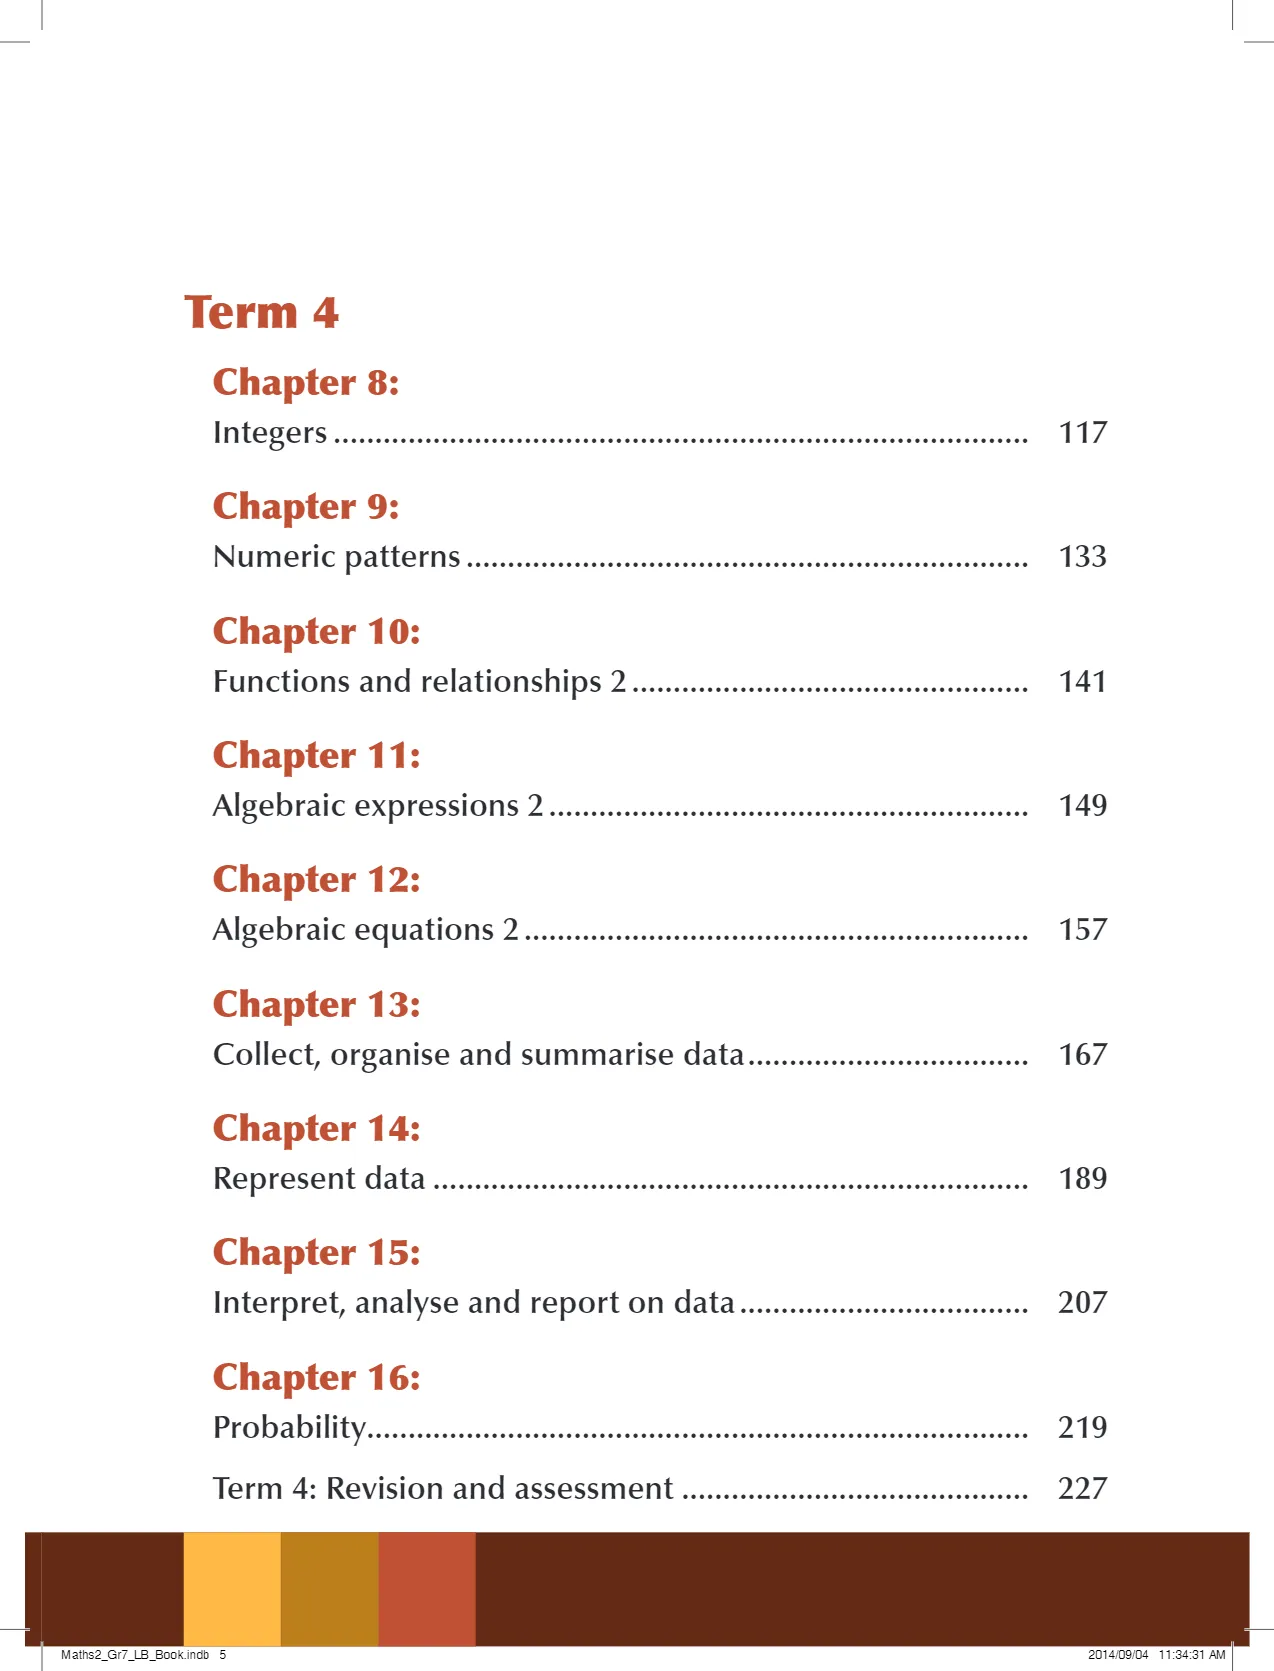 Term 4
Chapter 8:
Integers ..................................................................................... 117
Chapter 9:
Numeric patterns .................................................................... 133
Chapter 10:
Functions and relationships 2 ................................................ 141
Chapter 11:
Algebraic expressions 2 .......................................................... 149
Chapter 12:
Algebraic equations 2 ............................................................. 157
Chapter 13:
Collect, organise and summarise data .................................. 167
Chapter 14:
Represent data ........................................................................ 189
Chapter 15:
Interpret, analyse and report on data ................................... 207
Chapter 16:
Probability................................................................................ 219
Term 4: Revision and assessment .......................................... 227
Maths2_Gr7_LB_Book.indb 5 2014/09/04 11:34:31 AM